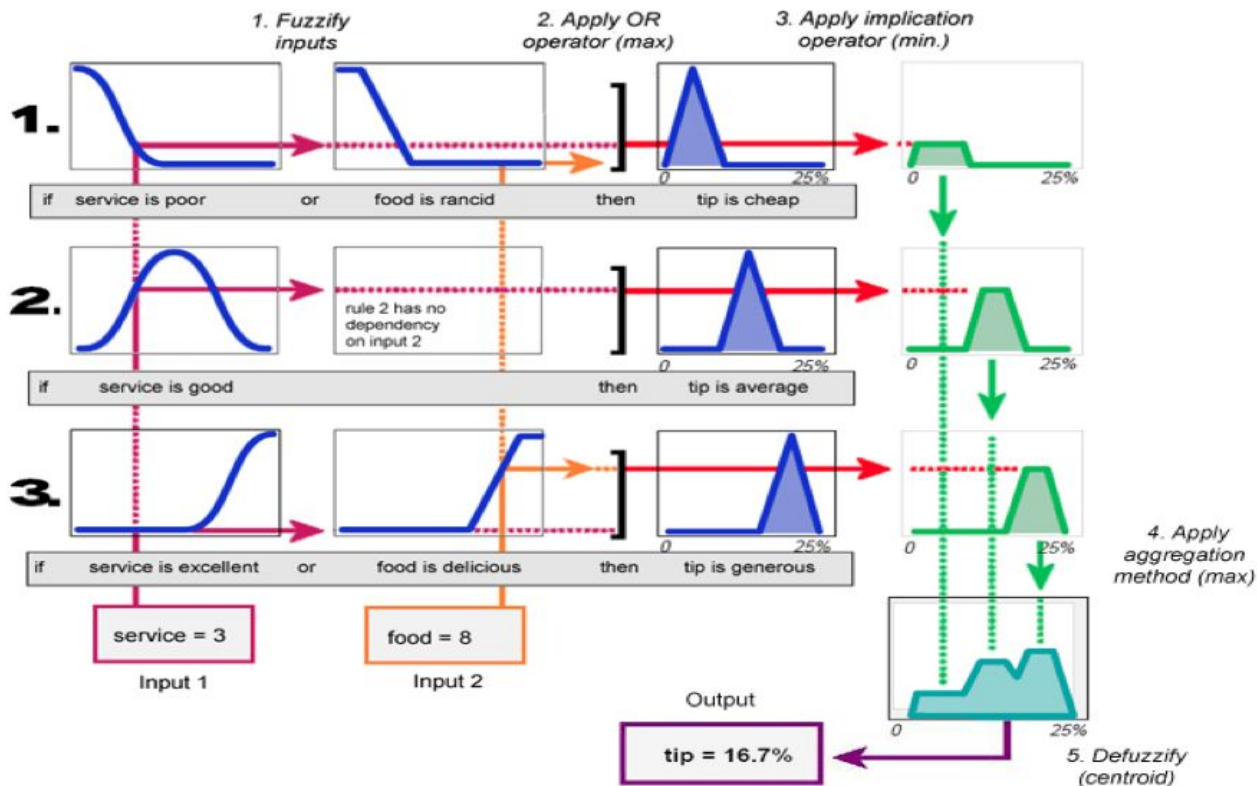 1. Fuzzify
inputs
2. Apply OR
operator (max)
3. Apply implication
operator (min.)
1.
0
25%
0
25%
if service is poor or food is rancid then tip is cheap
2.
rule 2 has no
dependency
on input 2
0
25%
0
25%
if service is good then tip is average
3.
0
25%
0
25%
if service is excellent or food is delicious then tip is generous
4. Apply
aggregation
method (max)
service = 3
food = 8
Input 1
Input 2
Output
0
25%
tip = 16.7%
5. Defuzzify
(centroid)